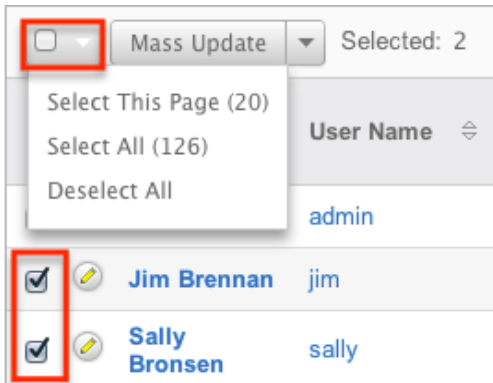 Mass Update Selected: 2
Select This Page (20)
Select All (126)
Deselect All
User Name
admin
Jim Brennan jim
Sally
Bronsen
sally